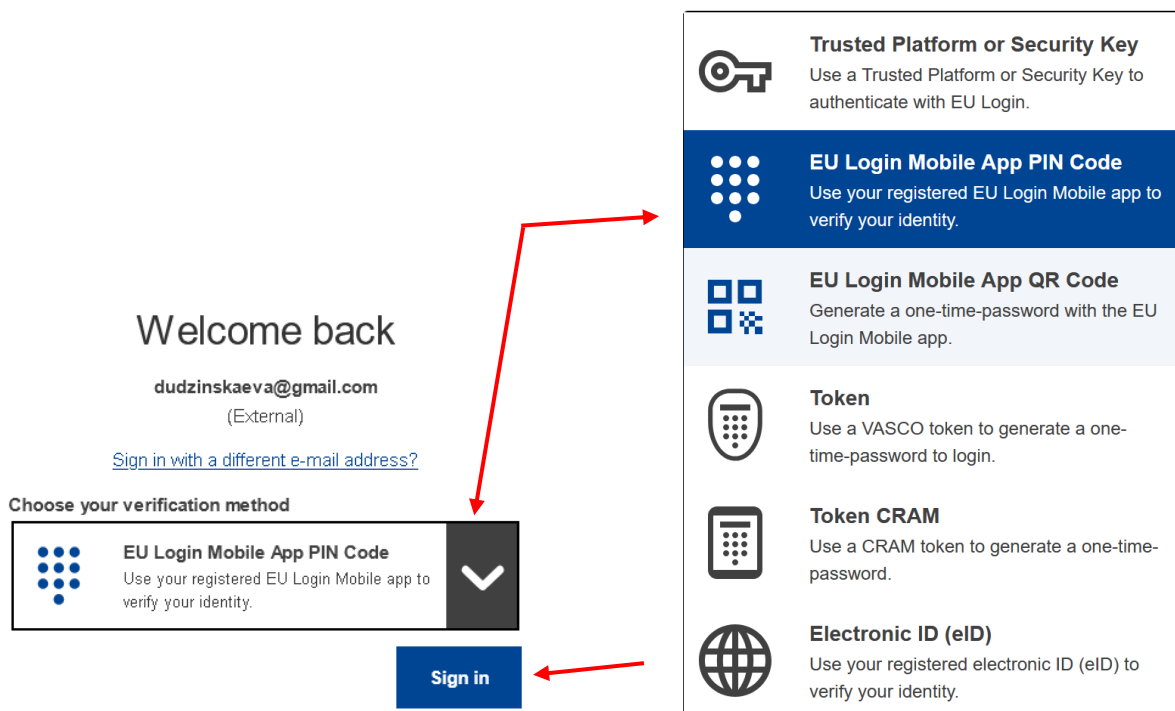 Welcome back
dudzinskaeva@gmail.com
(External)
Sign in with a different e-mail address?
Choose your verification method
EU Login Mobile App PIN Code
Use your registered EU Login Mobile app to
verify your identity.
Sign in
Trusted Platform or Security Key
Use a Trusted Platform or Security Key to
authenticate with EU Login.
EU Login Mobile App PIN Code
Use your registered EU Login Mobile app to
verify your identity.
EU Login Mobile App QR Code
Generate a one-time-password with the EU
Login Mobile app.
Token
Use a VASCO token to generate a one-
time-password to login.
Token CRAM
Use a CRAM token to generate a one-time-
password.
Electronic ID (eID)
Use your registered electronic ID (eID) to
verify your identity.